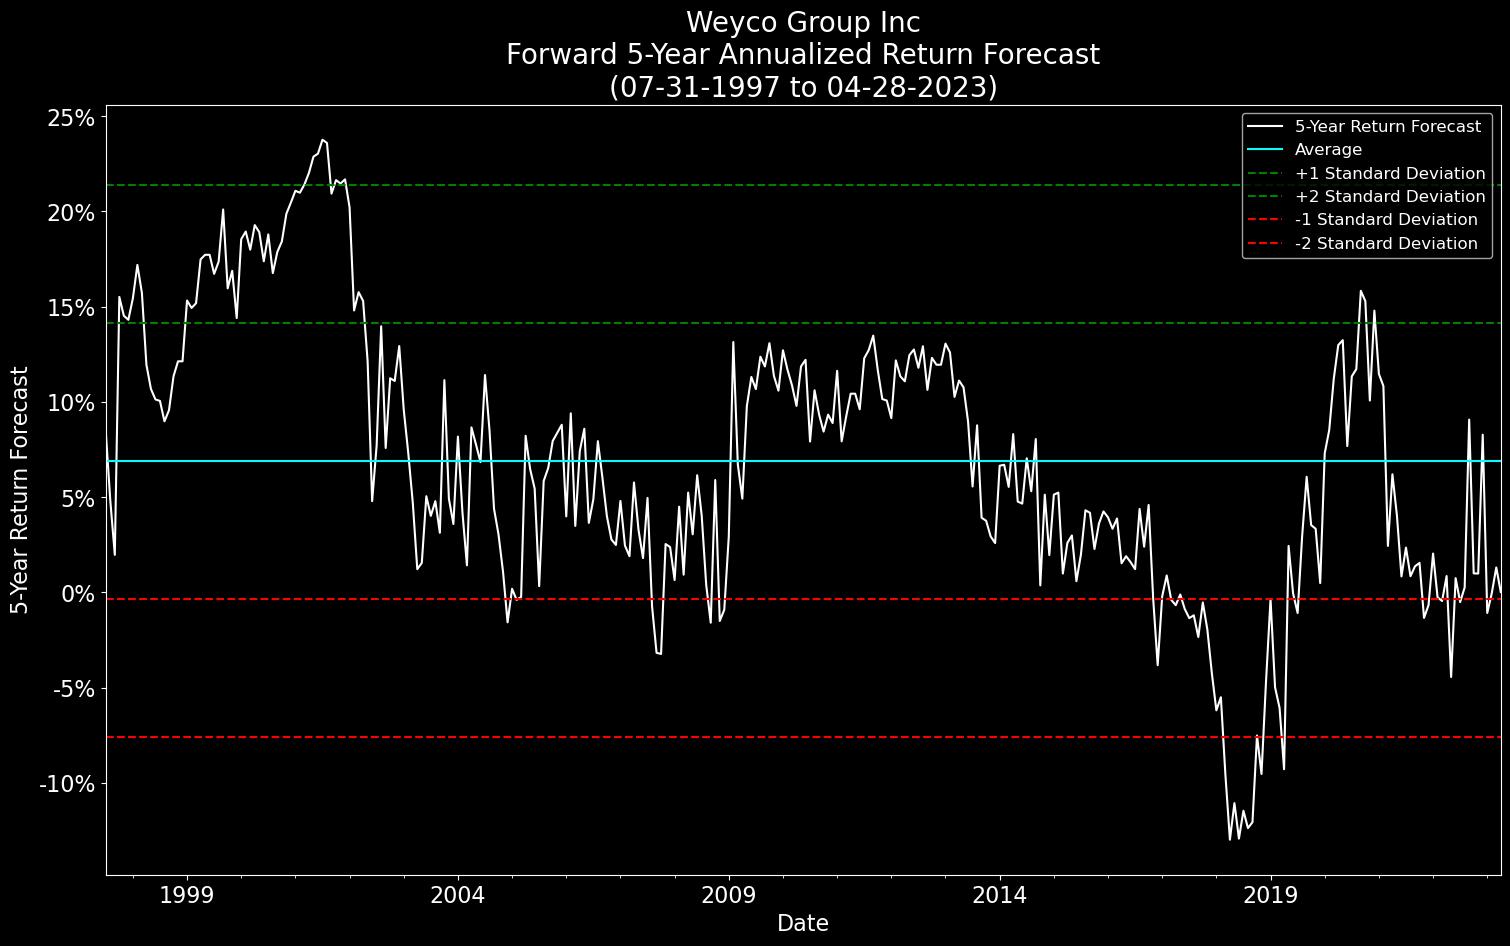 Weyco Group Inc
Forward 5-Year Annualized Return Forecast
(07-31-1997 to 04-28-2023)
25%
20%
15%
10%
5%
0%
-5%
-10%
5-Year Return Forecast
5-Year Return Forecast
Average
+1 Standard Deviation
+2 Standard Deviation
-1 Standard Deviation
-2 Standard Deviation
1999
2004
2009
2014
2019
Date